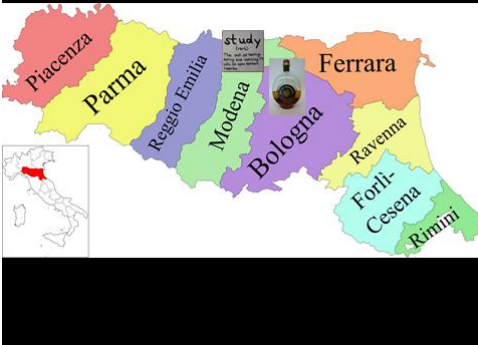 Piacenza
Parma
Reggio Emilia
Modena
Bologna
Ferrara
Ravenna
Forlì-
Cesena
Rimini
study